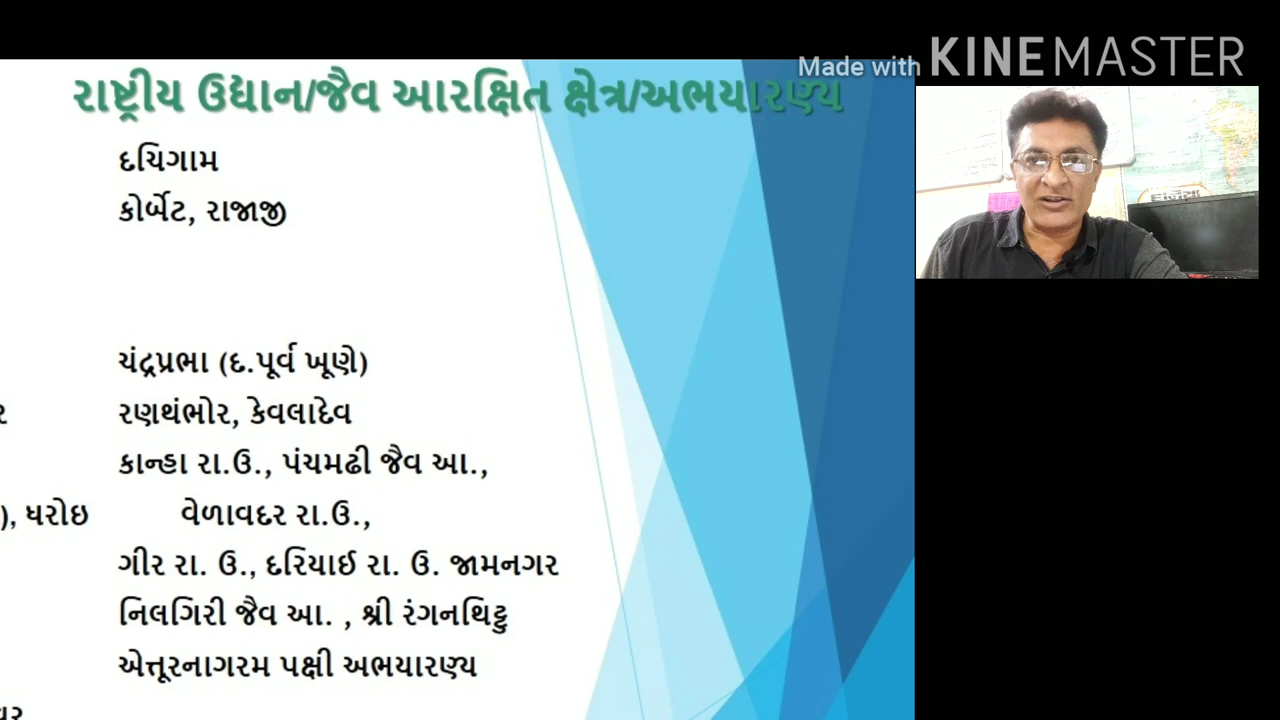 Made with KINEMASTER
રાષ્ટ્રીય ઉદ્યાન/જૈવ આરક્ષિત ક્ષેત્ર/અભયારણ્ય
દચિગામ
કોર્બેટ, રાજાજી
ચંદ્રપ્રભા (દ.પૂર્વ ખૂણે)
ર રણથંભોર, કેવલાદેવ
કાન્હા રા.ઉ., પંચમઢી જૈવ આ.,
), ધરોઇ વેળાવદર રા.ઉ.,
ગીર રા. ઉ., દરિયાઈ રા. ઉ. જામનગર
નિલગિરી જૈવ આ. , શ્રી રંગનથિટ્ટુ
એત્તૂરનાગરમ પક્ષી અભયારણ્ય